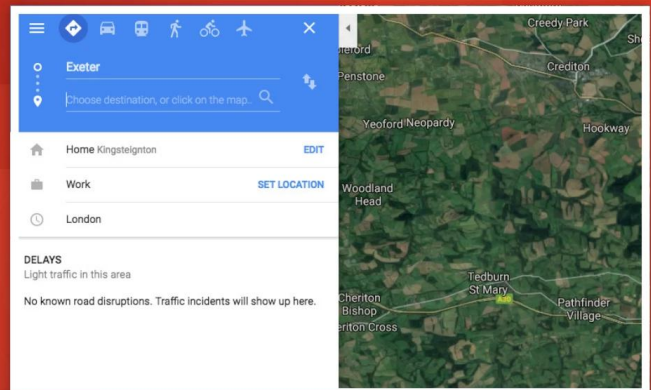 Exeter
Choose destination, or click on the map..
Home Kingsteignton
EDIT
Work
SET LOCATION
London
DELAYS
Light traffic in this area
No known road disruptions. Traffic incidents will show up here.
Creedy Park
Crediton
Penstone
Yeoford
Neopardy
Hookway
Woodland
Head
Tedburn
St Mary
A30
Cheriton
Bishop
Pathfinder
Village